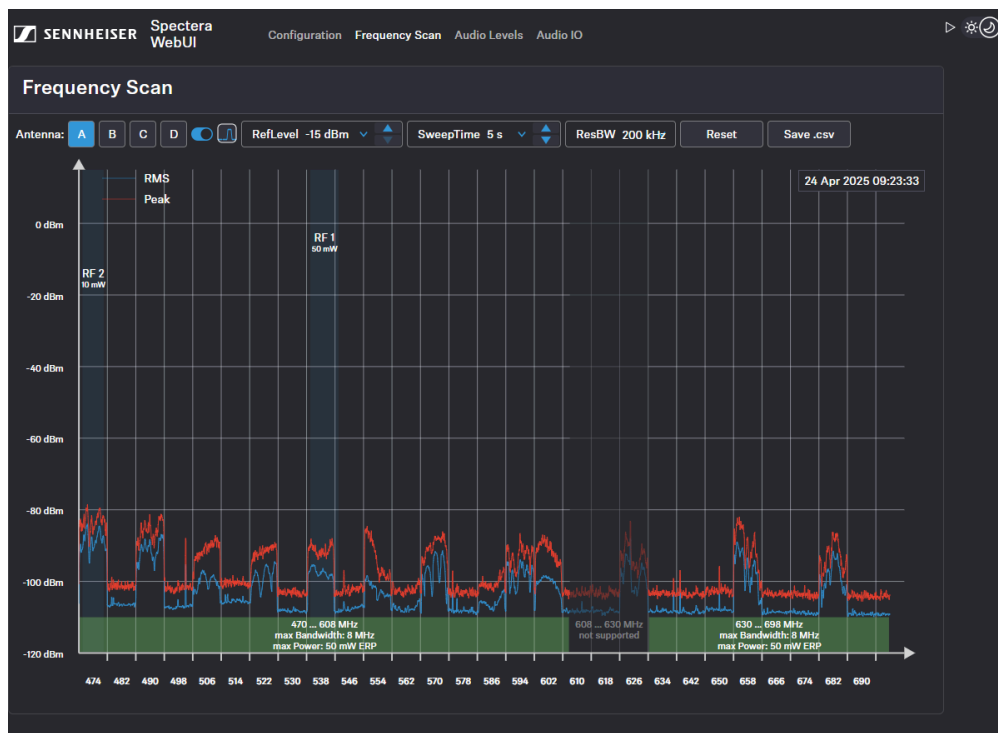 SENNHEISER Spectera WebUI Configuration Frequency Scan Audio Levels Audio IO
Frequency Scan
Antenna: A B C D RefLevel -15 dBm SweepTime 5 s ResBW 200 kHz Reset Save .csv
RMS
Peak
24 Apr 2025 09:23:33
0 dBm
RF 1
50 mW
RF 2
10 mW
-20 dBm
-40 dBm
-60 dBm
-80 dBm
-100 dBm
-120 dBm
470 ... 608 MHz
max Bandwidth: 8 MHz
max Power: 50 mW ERP
608 ... 630 MHz
not supported
630 ... 698 MHz
max Bandwidth: 8 MHz
max Power: 50 mW ERP
474 482 490 498 506 514 522 530 538 546 554 562 570 578 586 594 602 610 618 626 634 642 650 658 666 674 682 690